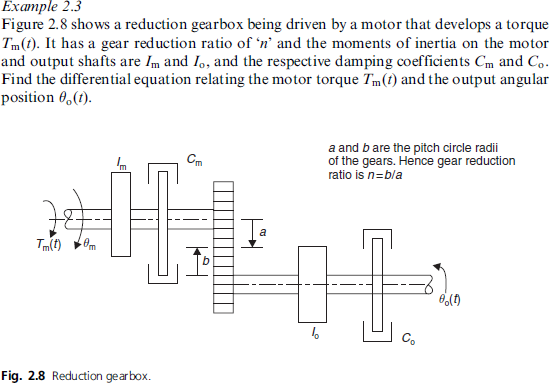 Example 2.3
Figure 2.8 shows a reduction gearbox being driven by a motor that develops a torque
Tm(t). It has a gear reduction ratio of ‘n’ and the moments of inertia on the motor
and output shafts are Im and Io, and the respective damping coefficients Cm and Co.
Find the differential equation relating the motor torque Tm(t) and the output angular
position θo(t).
a and b are the pitch circle radii
of the gears. Hence gear reduction
ratio is n=b/a
Im
Cm
a
Tm(t)
θm
b
θo(t)
Io
Co
Fig. 2.8 Reduction gearbox.